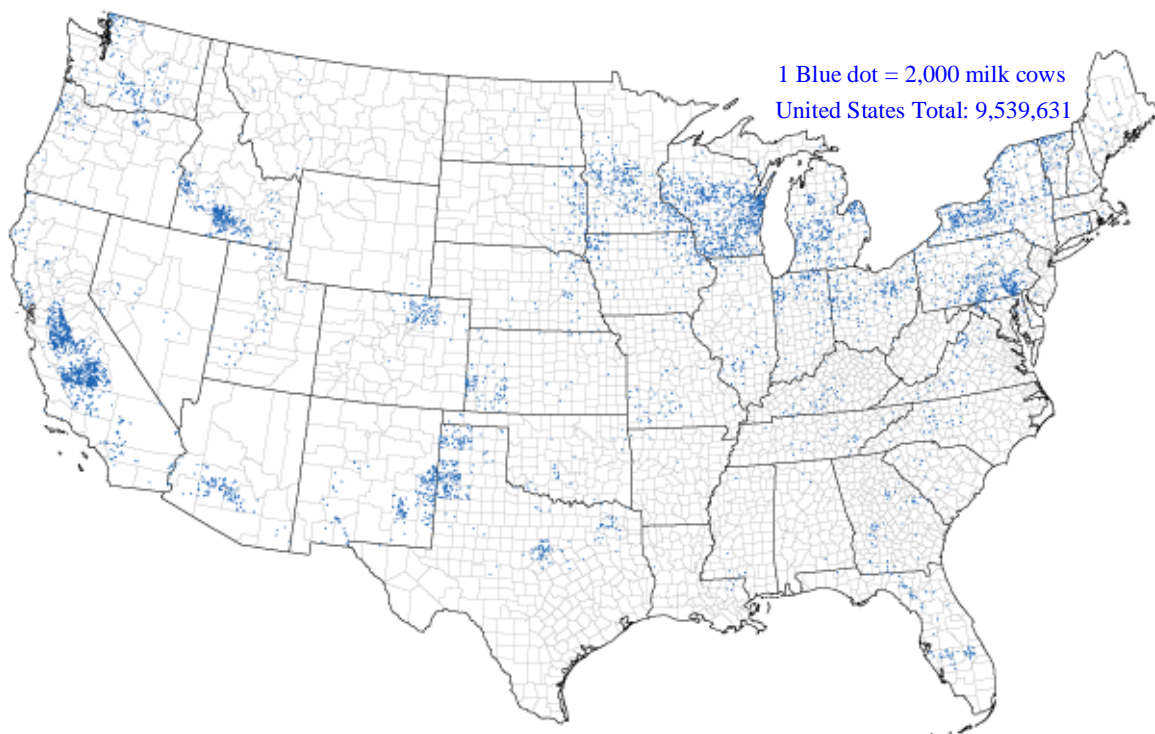 1 Blue dot = 2,000 milk cows
United States Total: 9,539,631